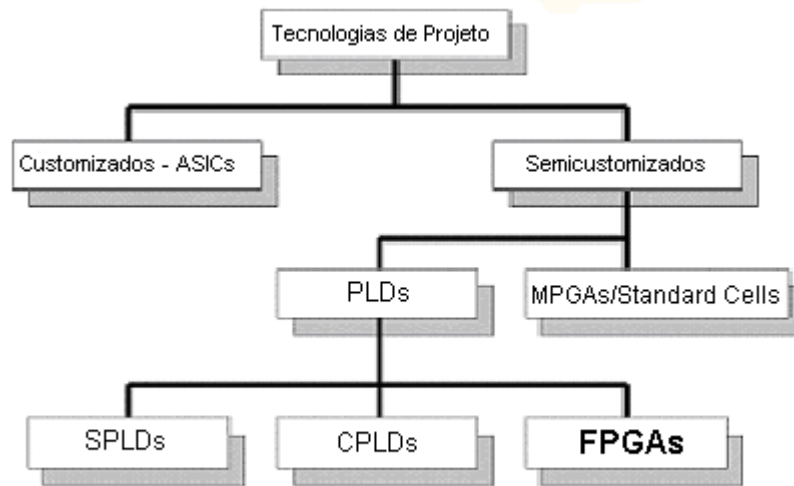 Tecnologias de Projeto
Customizados - ASICs
Semicustomizados
PLDs
MPGAs/Standard Cells
SPLDs
CPLDs
FPGAs